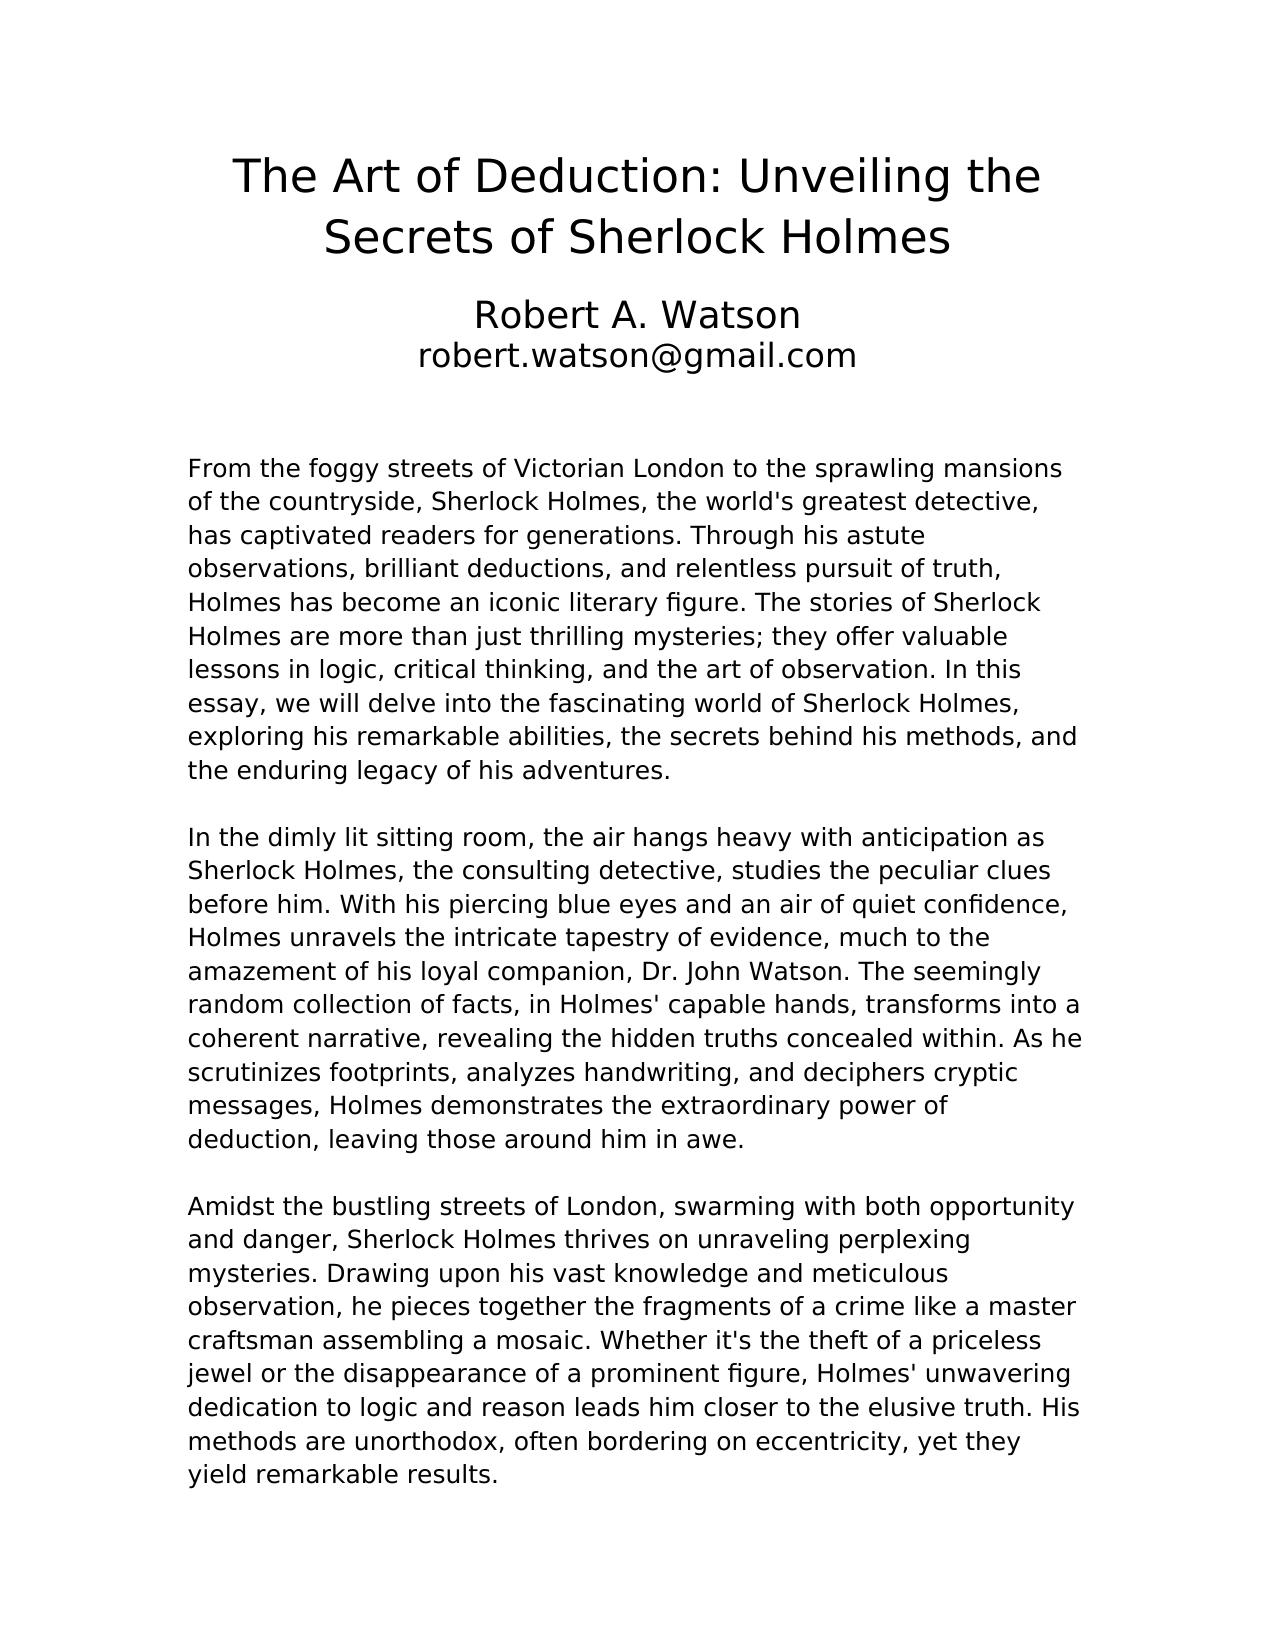 The Art of Deduction: Unveiling the
Secrets of Sherlock Holmes
Robert A. Watson
robert.watson@gmail.com
From the foggy streets of Victorian London to the sprawling mansions
of the countryside, Sherlock Holmes, the world's greatest detective,
has captivated readers for generations. Through his astute
observations, brilliant deductions, and relentless pursuit of truth,
Holmes has become an iconic literary figure. The stories of Sherlock
Holmes are more than just thrilling mysteries; they offer valuable
lessons in logic, critical thinking, and the art of observation. In this
essay, we will delve into the fascinating world of Sherlock Holmes,
exploring his remarkable abilities, the secrets behind his methods, and
the enduring legacy of his adventures.
In the dimly lit sitting room, the air hangs heavy with anticipation as
Sherlock Holmes, the consulting detective, studies the peculiar clues
before him. With his piercing blue eyes and an air of quiet confidence,
Holmes unravels the intricate tapestry of evidence, much to the
amazement of his loyal companion, Dr. John Watson. The seemingly
random collection of facts, in Holmes' capable hands, transforms into a
coherent narrative, revealing the hidden truths concealed within. As he
scrutinizes footprints, analyzes handwriting, and deciphers cryptic
messages, Holmes demonstrates the extraordinary power of
deduction, leaving those around him in awe.
Amidst the bustling streets of London, swarming with both opportunity
and danger, Sherlock Holmes thrives on unraveling perplexing
mysteries. Drawing upon his vast knowledge and meticulous
observation, he pieces together the fragments of a crime like a master
craftsman assembling a mosaic. Whether it's the theft of a priceless
jewel or the disappearance of a prominent figure, Holmes' unwavering
dedication to logic and reason leads him closer to the elusive truth. His
methods are unorthodox, often bordering on eccentricity, yet they
yield remarkable results.